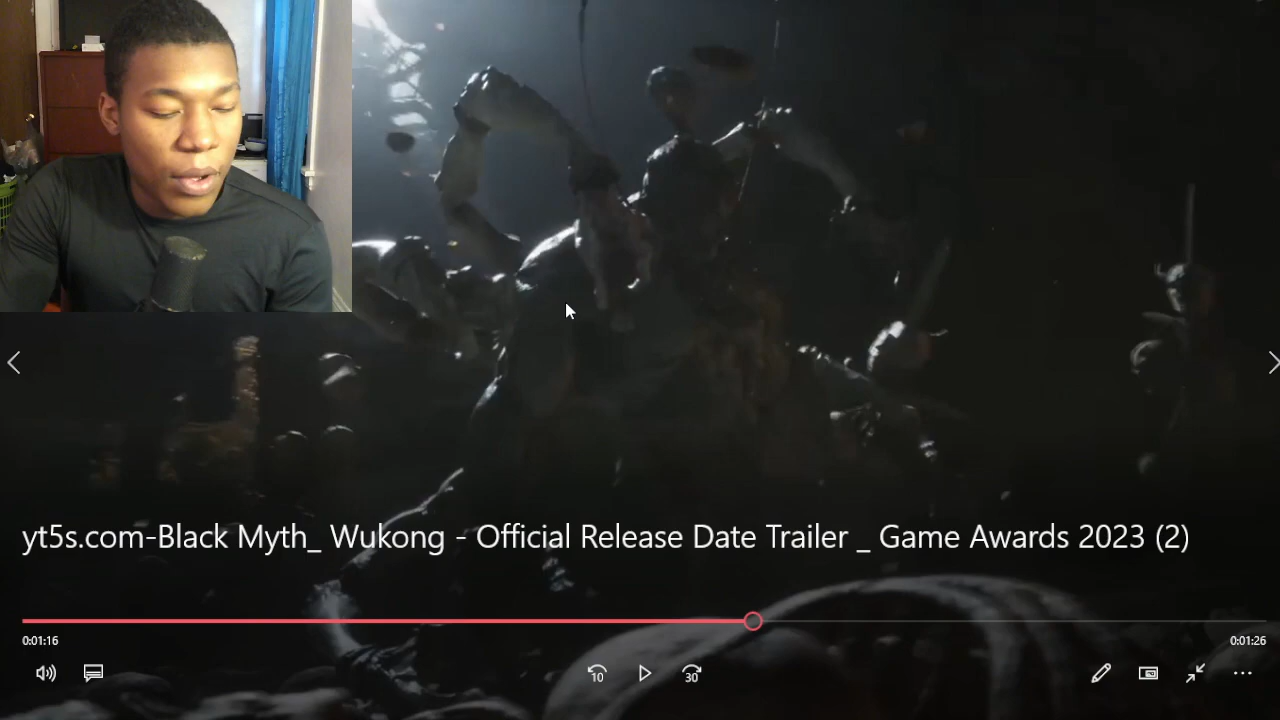 yt5s.com-Black Myth_ Wukong - Official Release Date Trailer _ Game Awards 2023 (2)
0:01:16
0:01:26
10
30